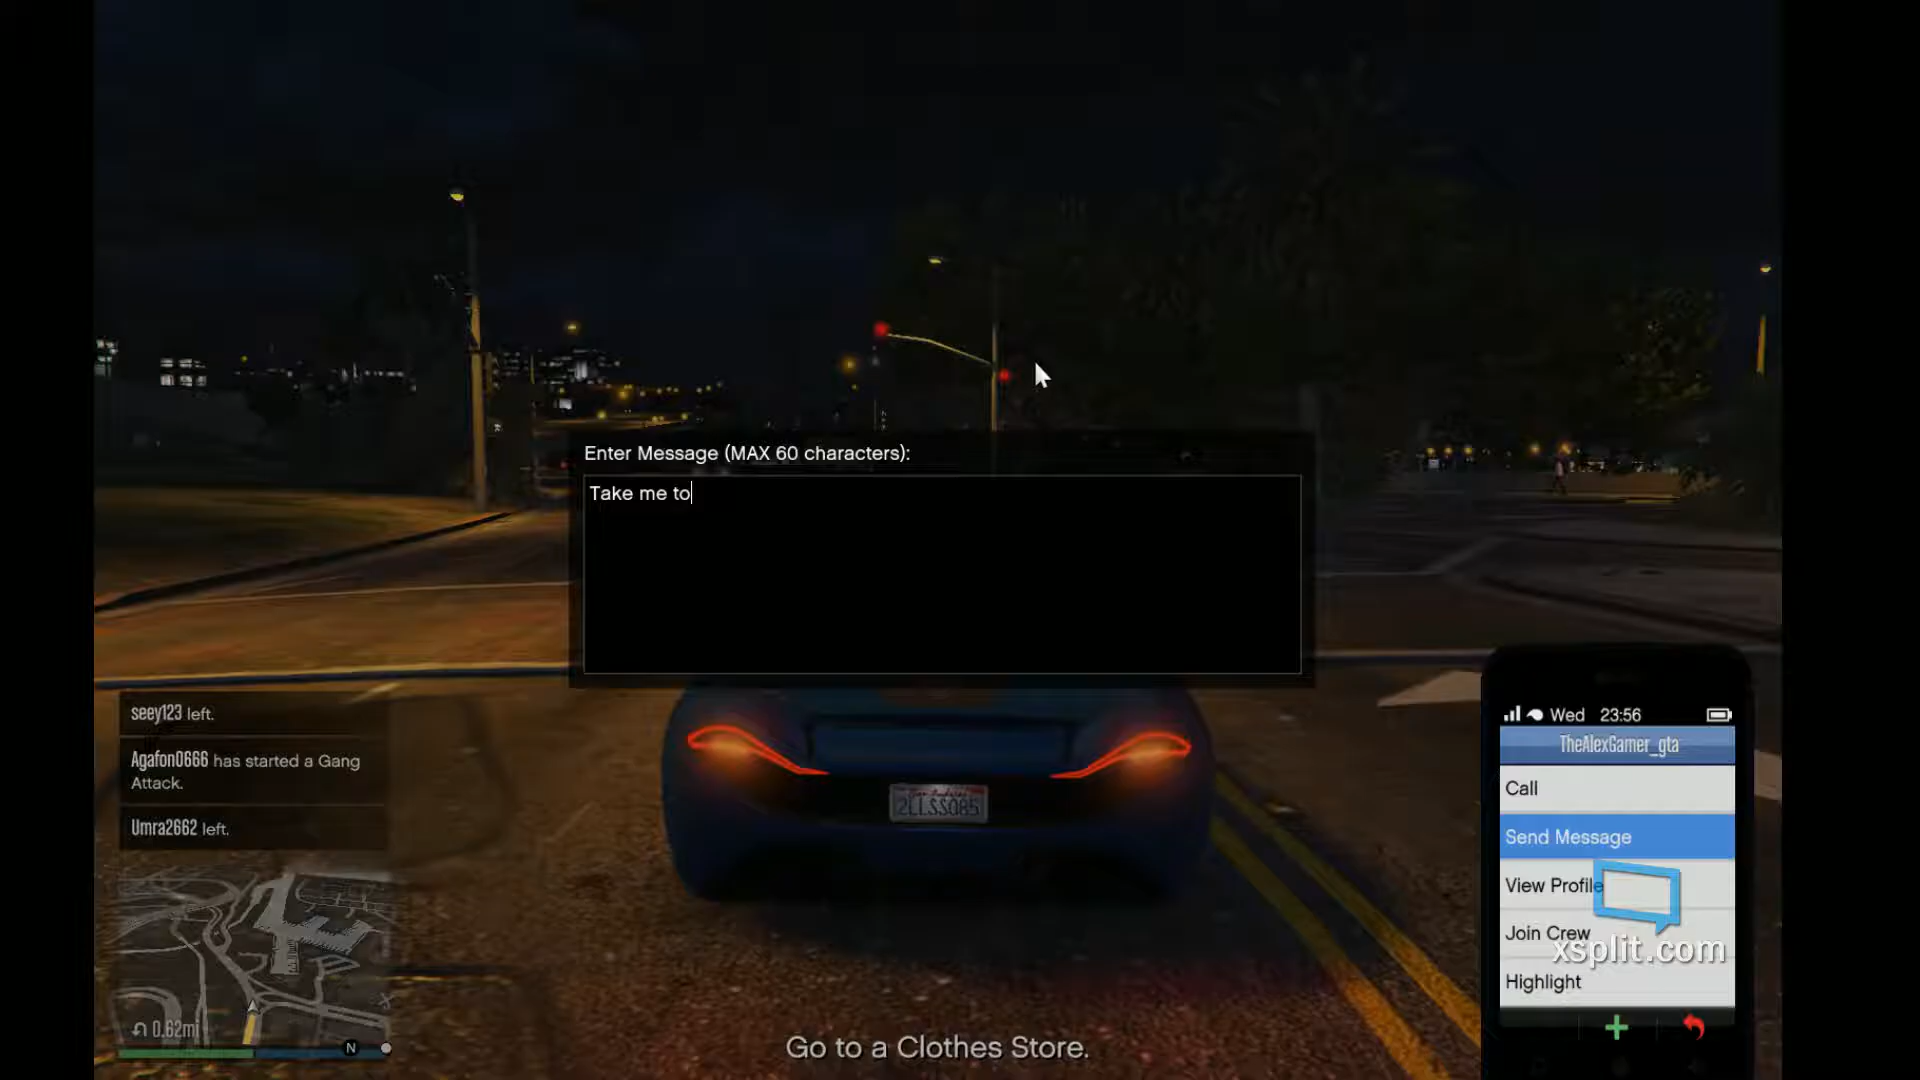 Enter Message (MAX 60 characters):
Take me to
seey123 left.
Agafon0666 has started a Gang
Attack.
Umra2662 left.
0.62mi
N
2LLSS085
Go to a Clothes Store.
Wed 23:56
TheAlexGamer_gta
Call
Send Message
View Profile
Join Crew
xsplit.com
Highlight